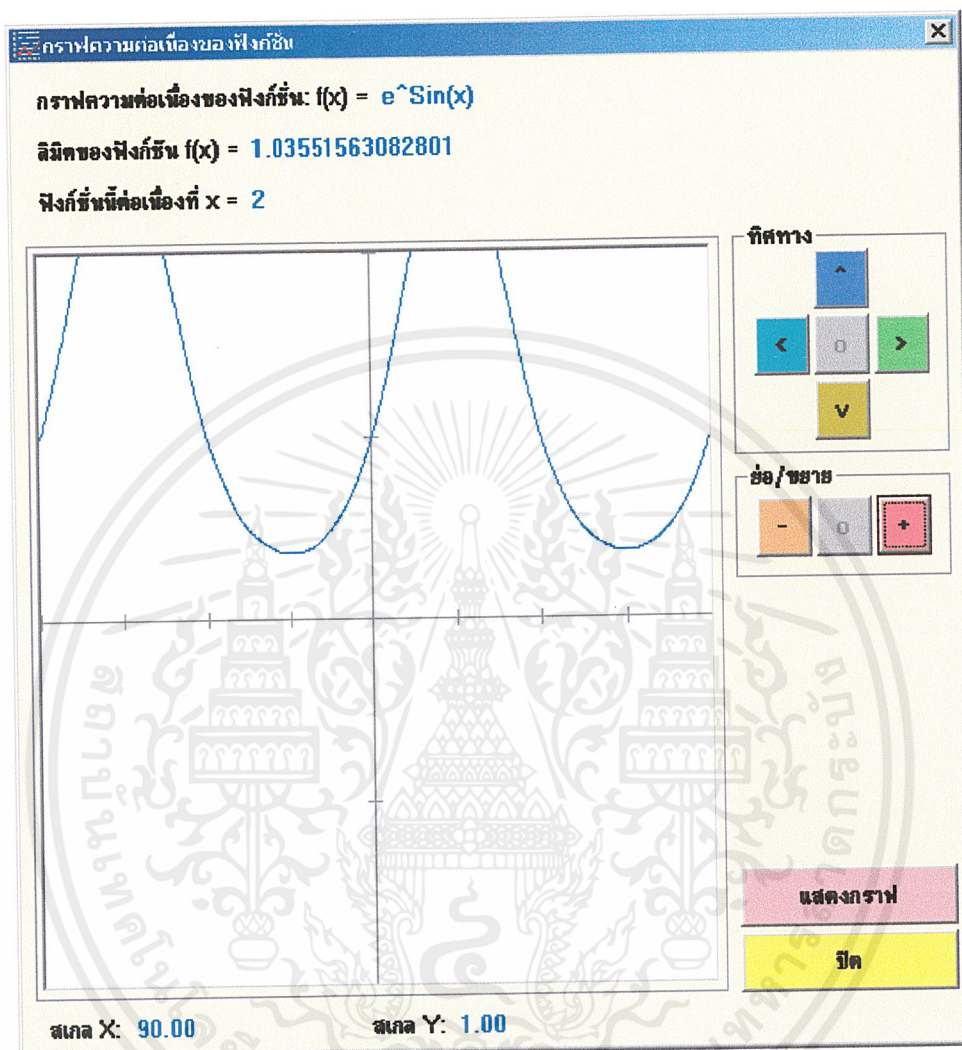 กราฟความต่อเนื่องของฟังก์ชั่น
กราฟความต่อเนื่องของฟังก์ชั่น: f(x) = e^Sin(x)
ลิมิตของฟังก์ชัน f(x) = 1.03551563082801
ฟังก์ชั่นนี้ต่อเนื่องที่ x = 2
ทิศทาง
^
< o >
v
ย่อ/ขยาย
- o +
แสดงกราฟ
ปิด
สเกล X: 90.00 สเกล Y: 1.00